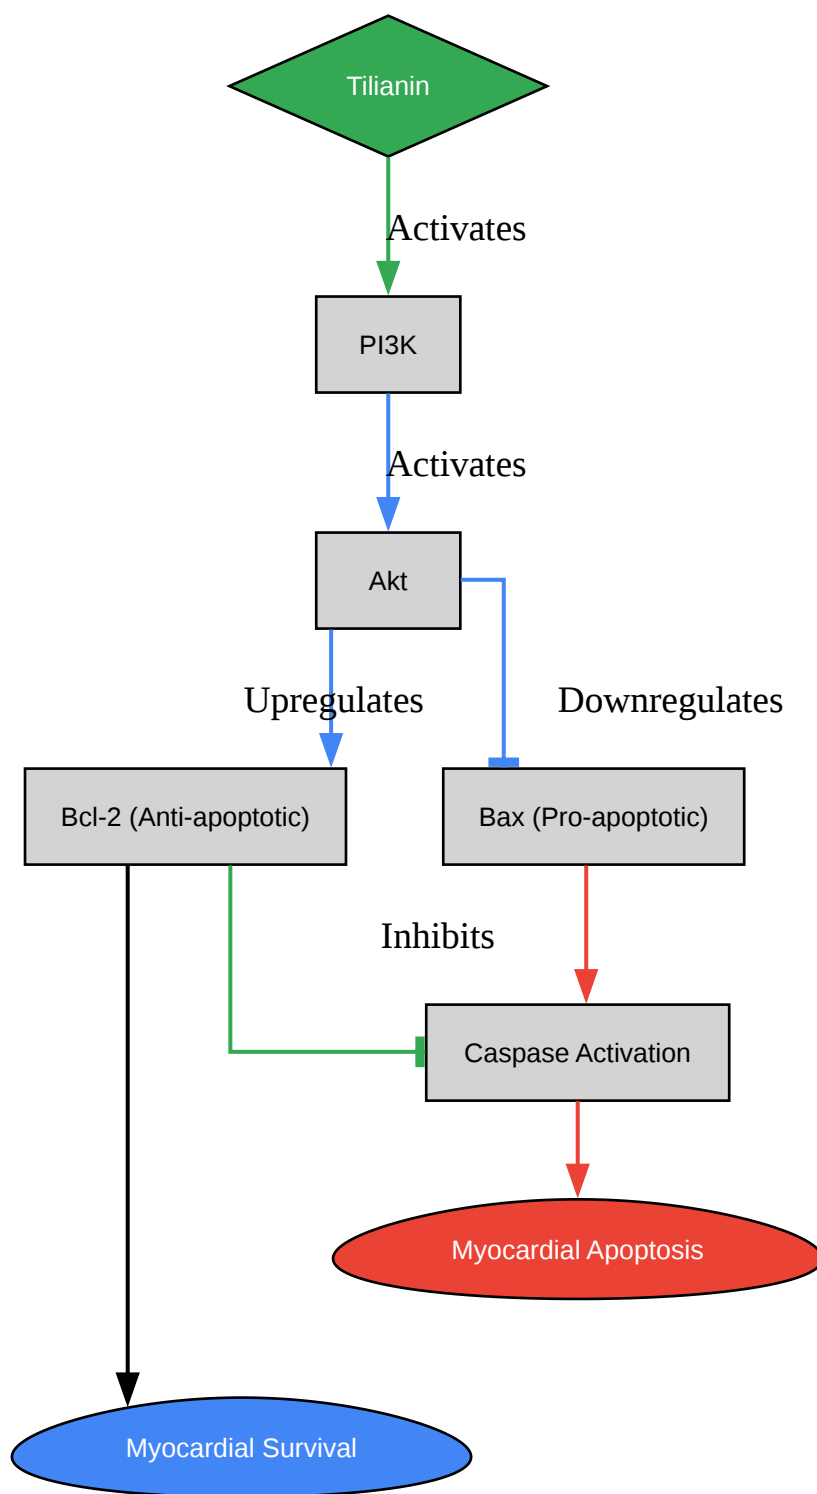 Tilianin
Activates
PI3K
Activates
Akt
Upregulates
Downregulates
Bcl-2 (Anti-apoptotic)
Bax (Pro-apoptotic)
Inhibits
Caspase Activation
Myocardial Apoptosis
Myocardial Survival